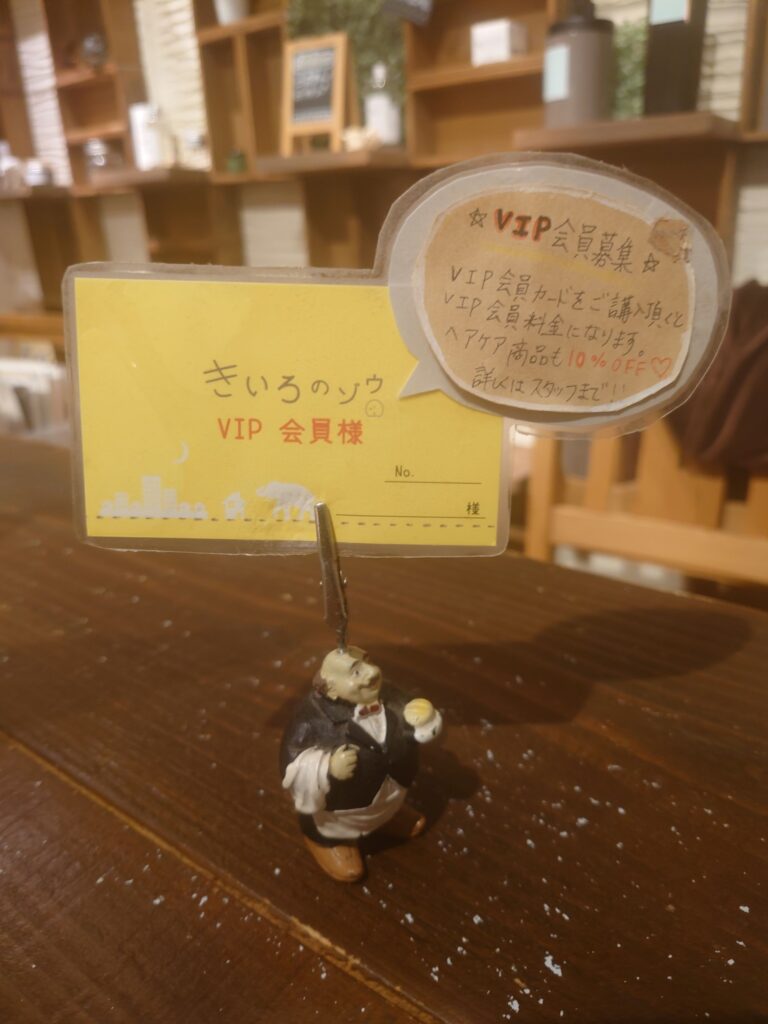 ☆VIP会員募集☆
VIP会員カードをご購入頂くと
VIP会員料金になります。
ヘアケア商品も10%OFF♡
詳しくはスタッフまで!!
きいろのゾウ
VIP 会員様
No.
様